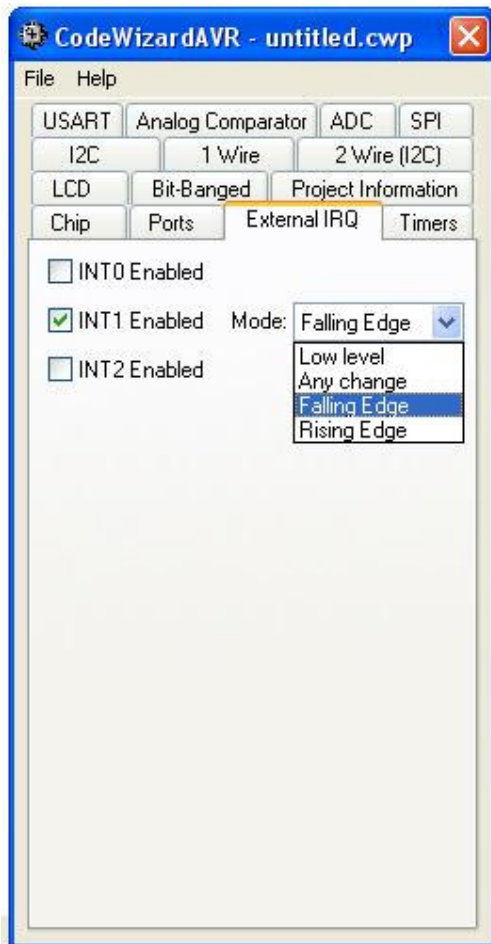 CodeWizardAVR - untitled.cwp
File Help
USART Analog Comparator ADC SPI
I2C 1 Wire 2 Wire (I2C)
LCD Bit-Banged Project Information
Chip Ports External IRQ Timers
INT0 Enabled
INT1 Enabled Mode: Falling Edge
INT2 Enabled
Low level
Any change
Falling Edge
Rising Edge